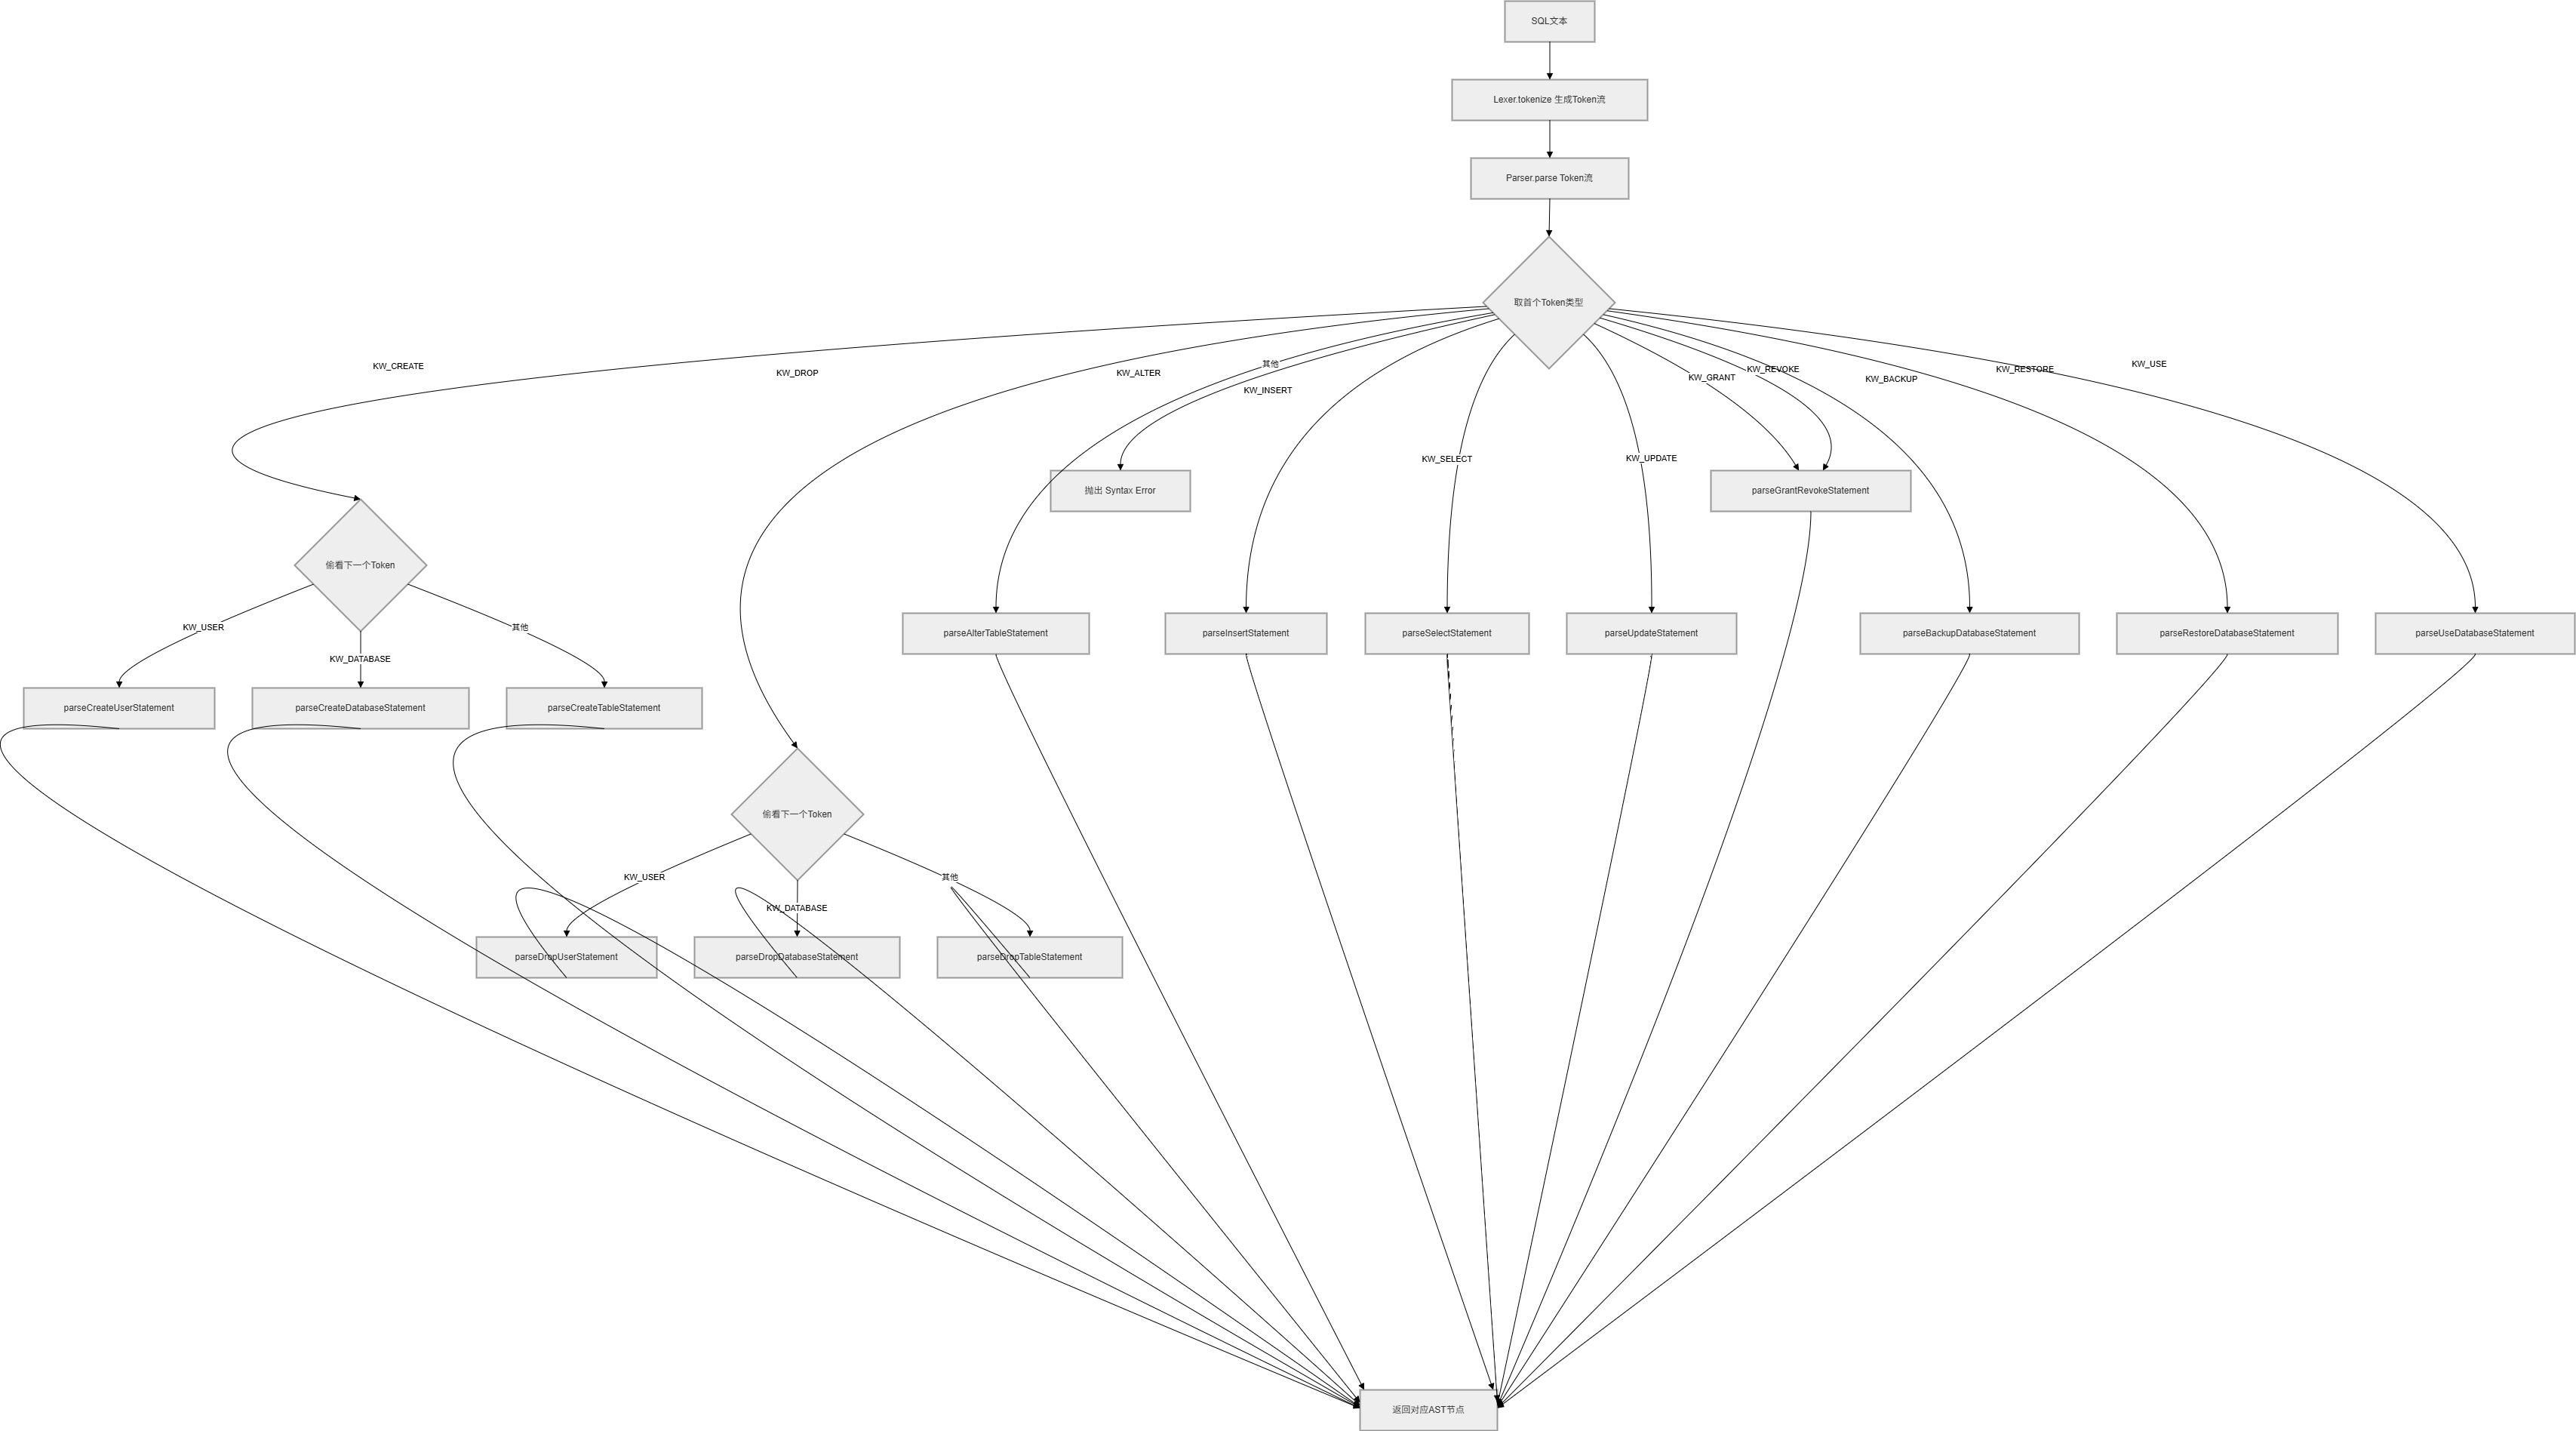 SQL文本
Lexer.tokenize 生成Token流
Parser.parse Token流
取首个Token类型
KW_CREATE
KW_DROP
KW_ALTER
其他
KW_INSERT
KW_SELECT
KW_UPDATE
KW_GRANT
KW_REVOKE
KW_BACKUP
KW_RESTORE
KW_USE
抛出 Syntax Error
parseGrantRevokeStatement
偷看下一个Token
KW_USER
KW_DATABASE
其他
parseAlterTableStatement
parseInsertStatement
parseSelectStatement
parseUpdateStatement
parseBackupDatabaseStatement
parseRestoreDatabaseStatement
parseUseDatabaseStatement
parseCreateUserStatement
parseCreateDatabaseStatement
parseCreateTableStatement
偷看下一个Token
KW_USER
KW_DATABASE
其他
parseDropUserStatement
parseDropDatabaseStatement
parseDropTableStatement
返回对应AST节点